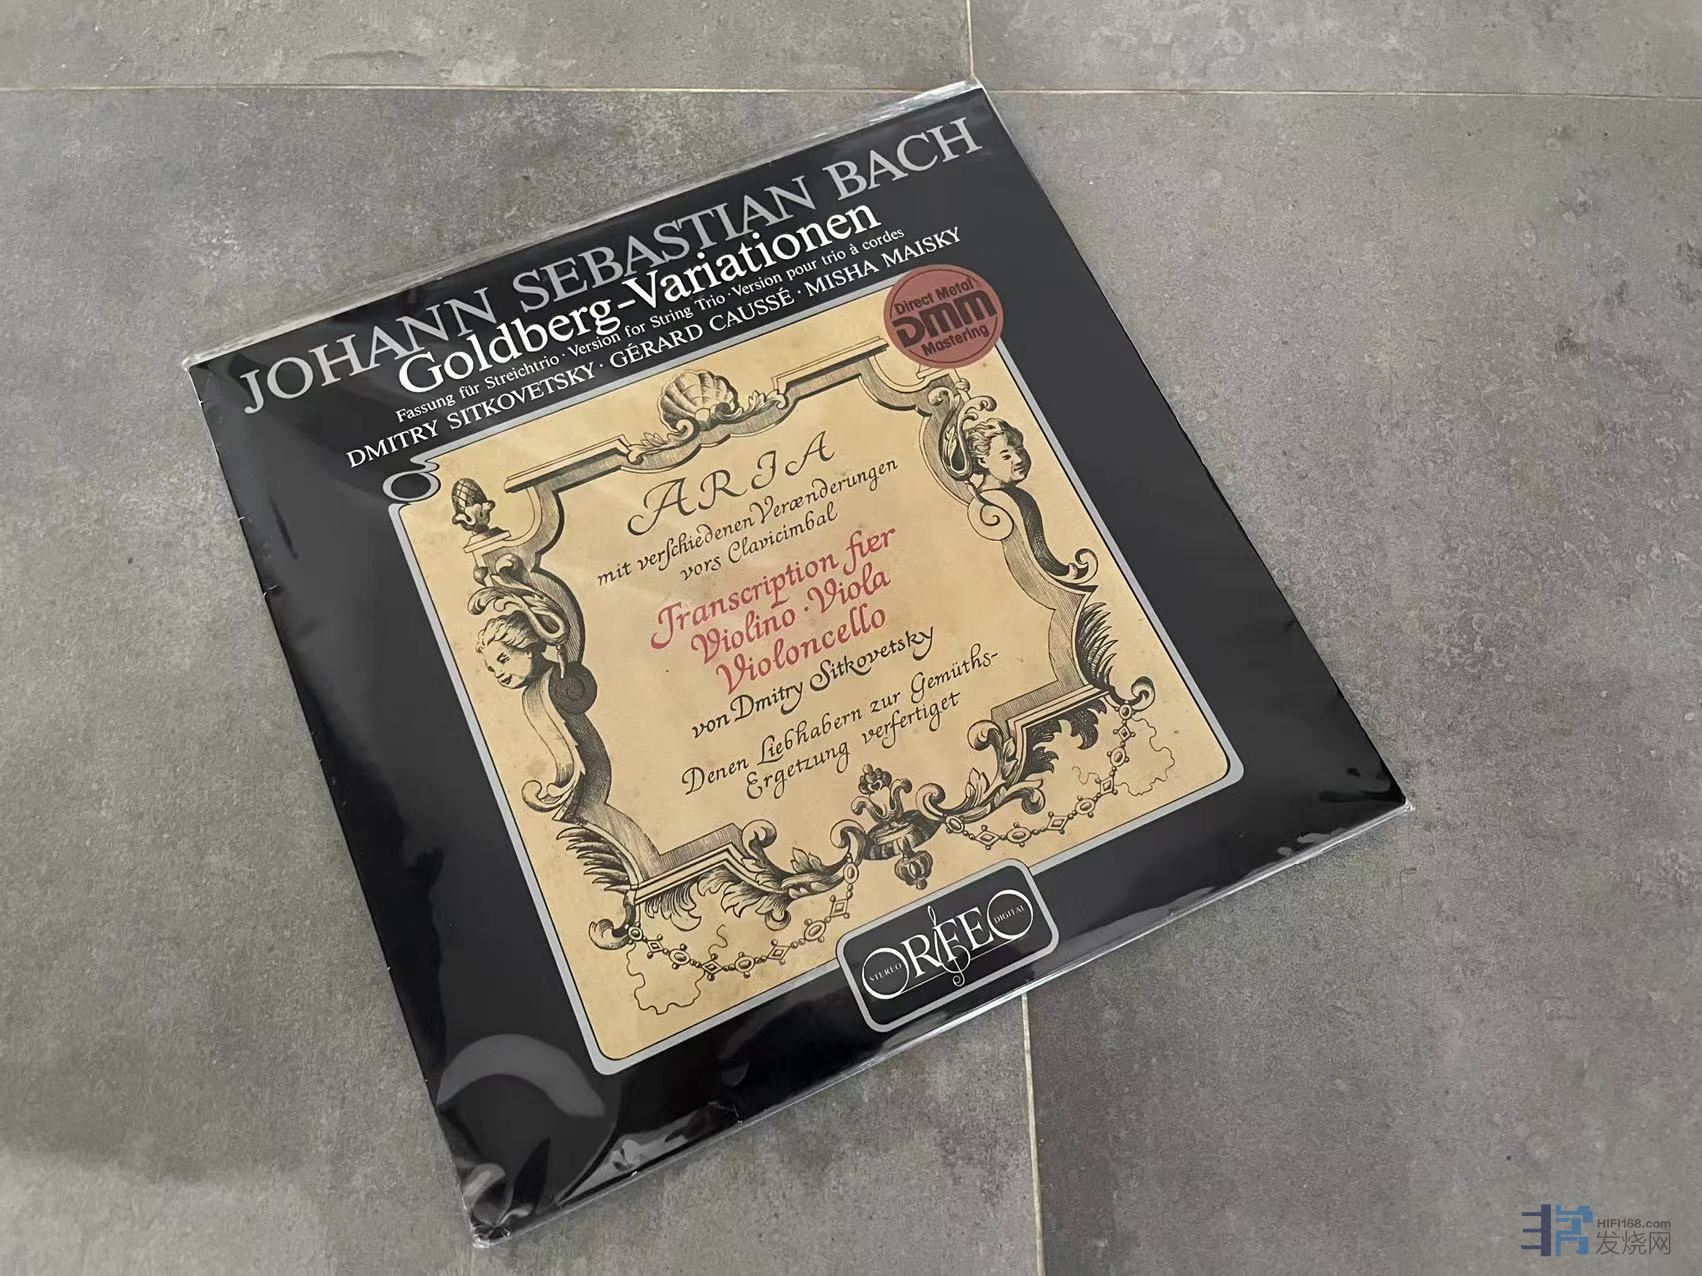 JOHANN SEBASTIAN BACH
Goldberg-Variationen
Fassung für Streichtrio · Version for String Trio · Version pour trio à cordes
DMITRY SITKOVETSKY · GÉRARD CAUSSÉ · MISHA MAISKY
Direct Metal
DMM
Mastering
ARIA
mit verschiedenen Verænderungen
vors Clavicimbal
Transcription fuer
Violino · Viola
Violoncello
von Dmitry Sitkovetsky
Denen Liebhabern zur Gemüths-
Ergetzung verfertiget
STEREO ORFEO DIGITAL
HIFI168.com
发烧网